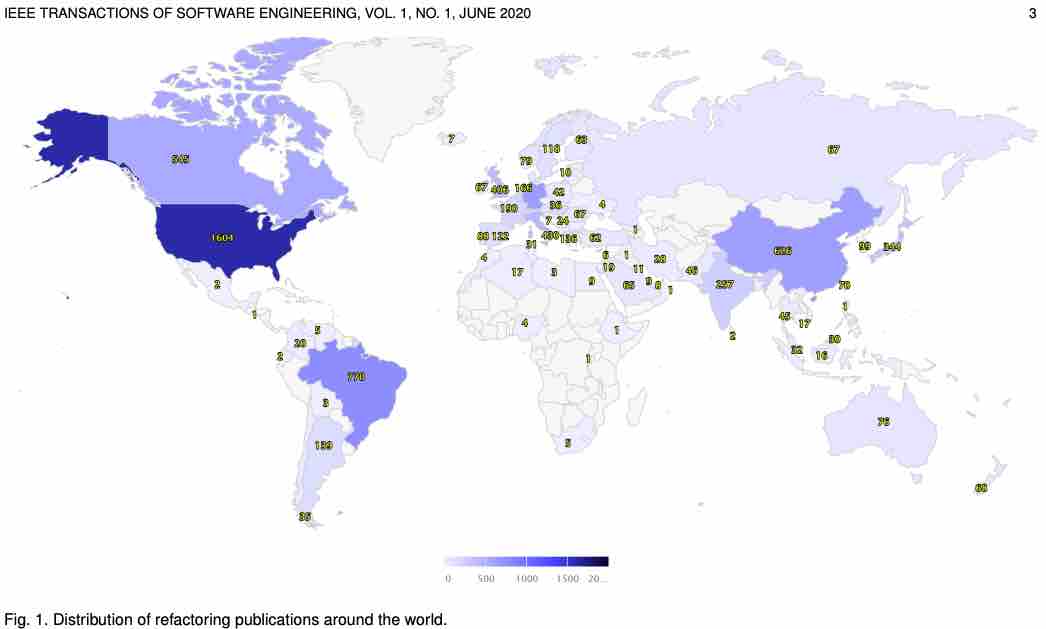 IEEE TRANSACTIONS OF SOFTWARE ENGINEERING, VOL. 1, NO. 1, JUNE 2020 3
7
63
118
67
545
79
10
67 406 166 42
190 36 4
7 24 67
1604
88 122 430 136 62 1
626 99 344
31
4 6 1 28
17 3 19 11 46
2 9 65 9 8 1 257 70
1
45 1
4 17
5 1 2
20 30
2 1 32 16
770
3
76
139 5
68
35
0 500 1000 1500 20...
Fig. 1. Distribution of refactoring publications around the world.